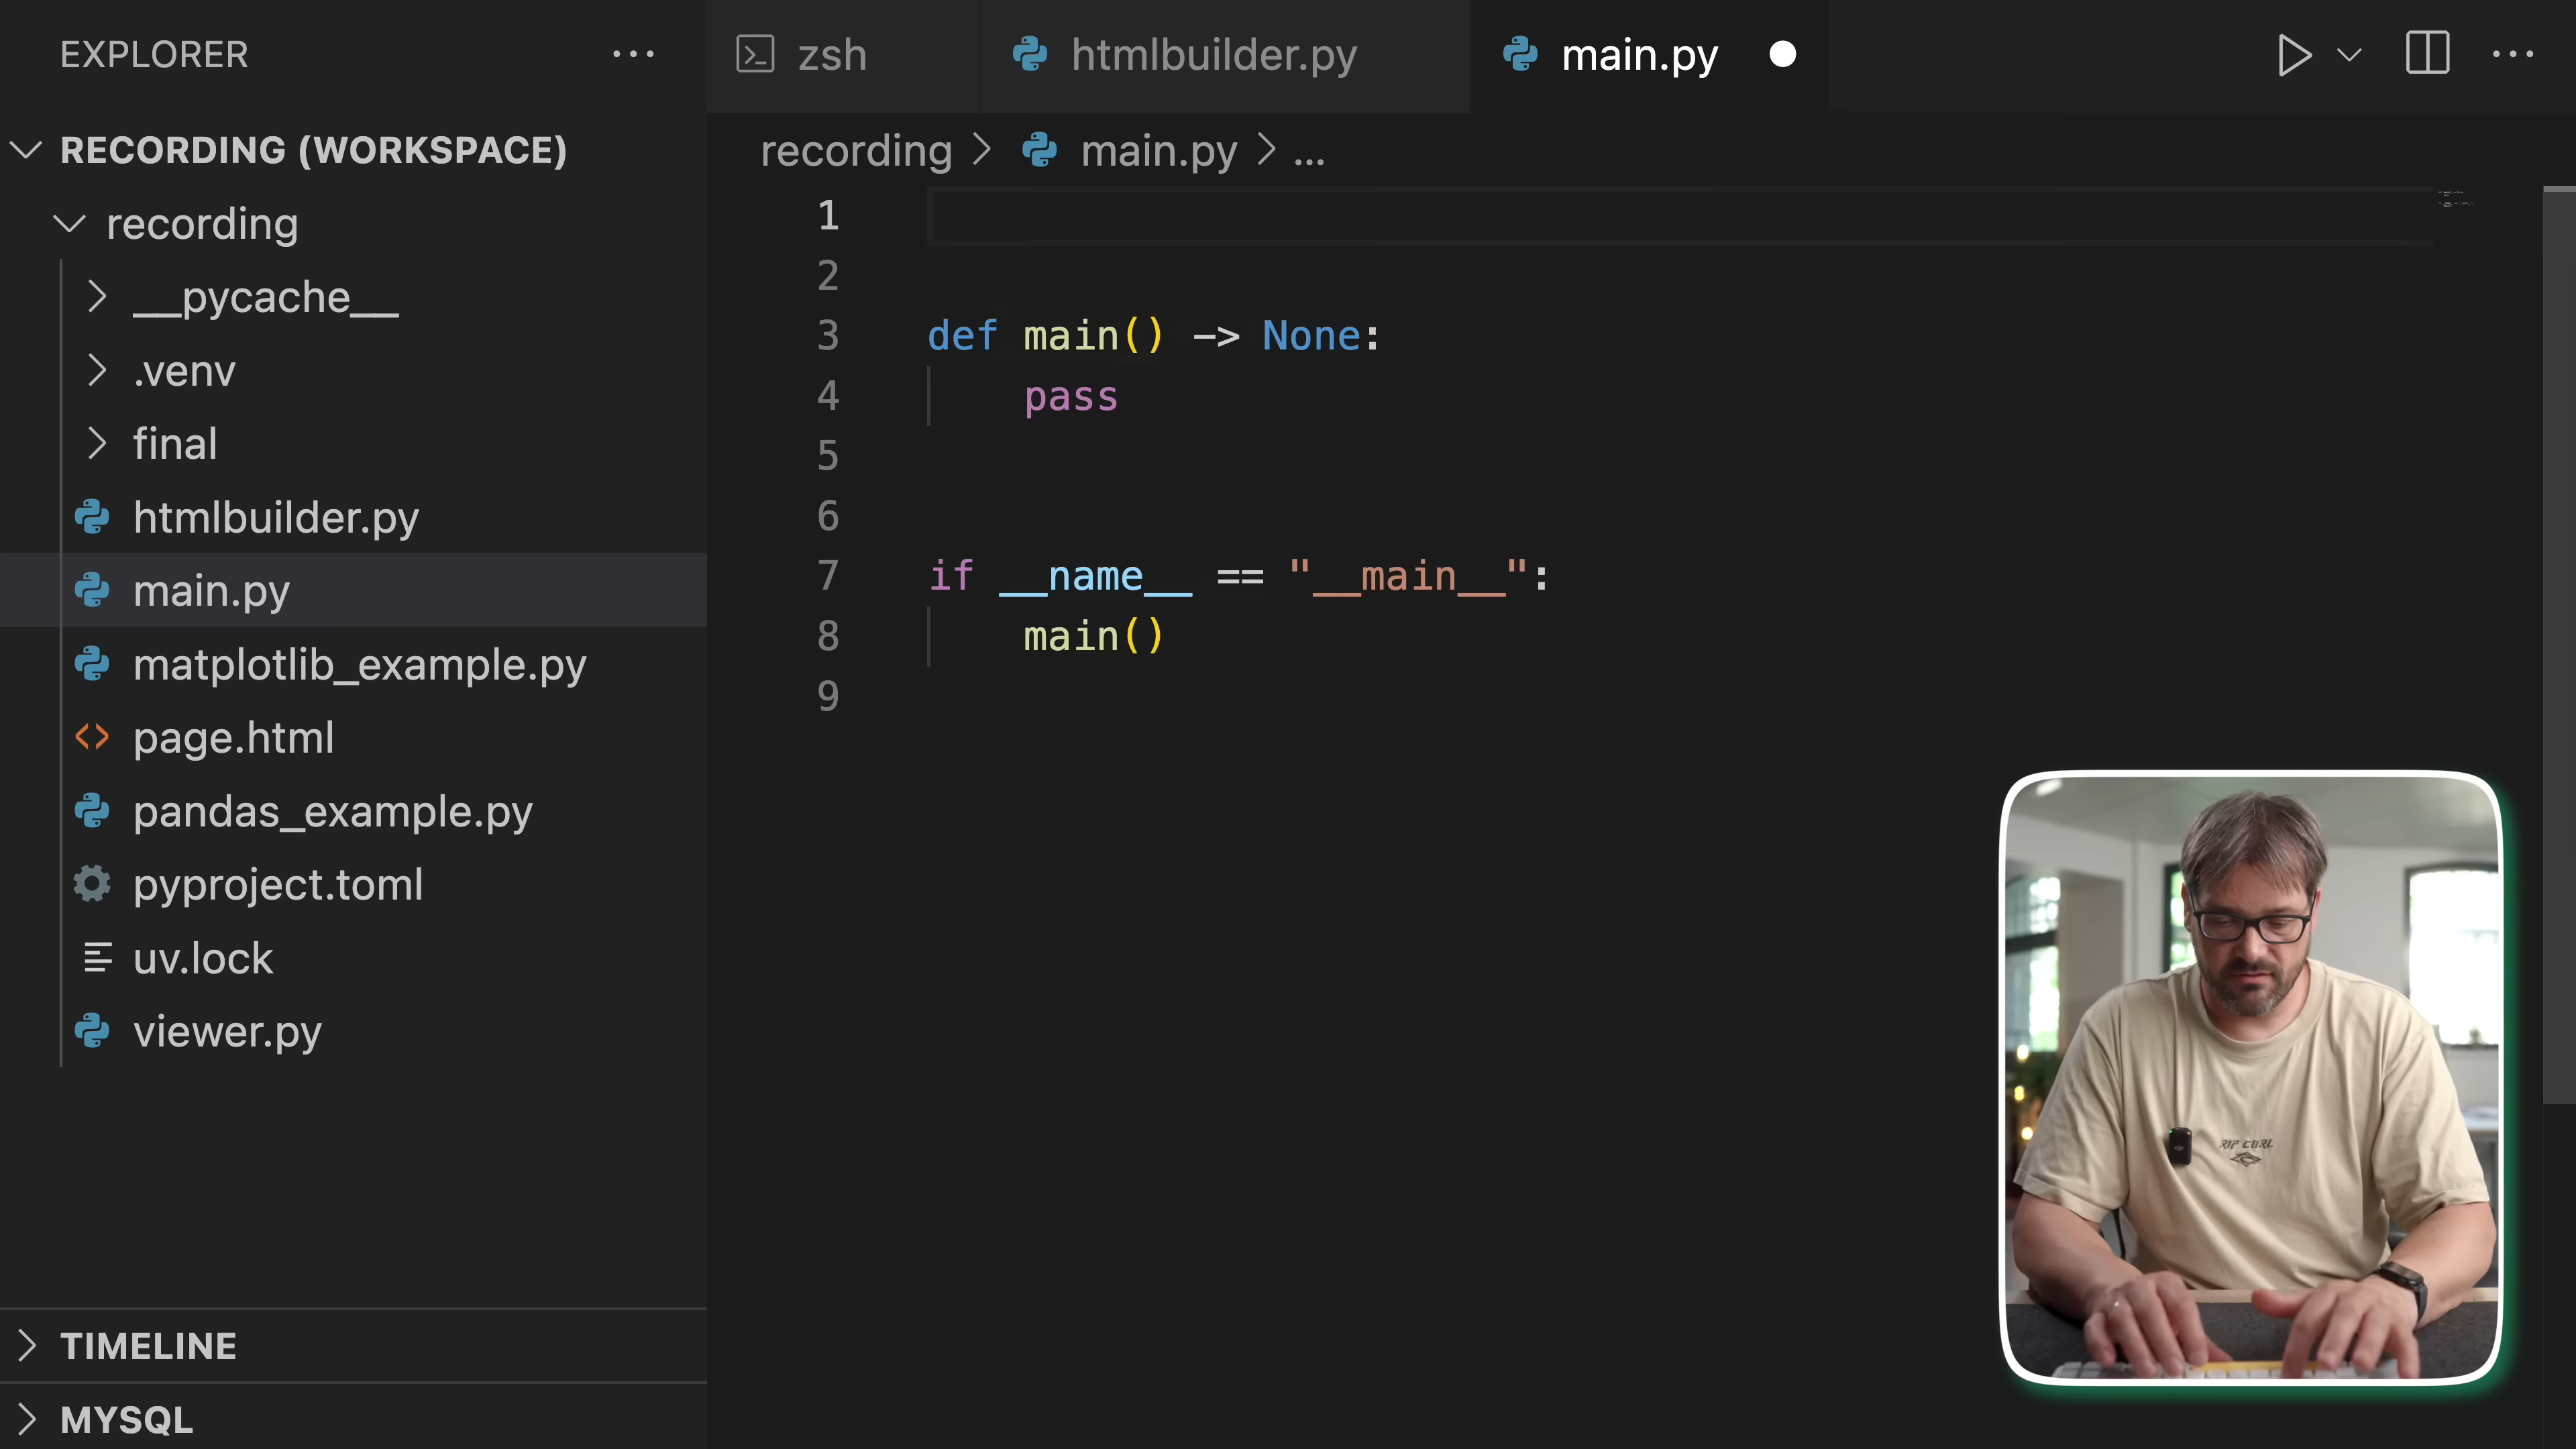 EXPLORER
RECORDING (WORKSPACE)
recording
__pycache__
.venv
final
htmlbuilder.py
main.py
matplotlib_example.py
page.html
pandas_example.py
pyproject.toml
uv.lock
viewer.py
TIMELINE
MYSQL
zsh
htmlbuilder.py
main.py
recording > main.py > ...
1
2
3 def main() -> None:
4 pass
5
6
7 if __name__ == "__main__":
8 main()
9
RIP CURL